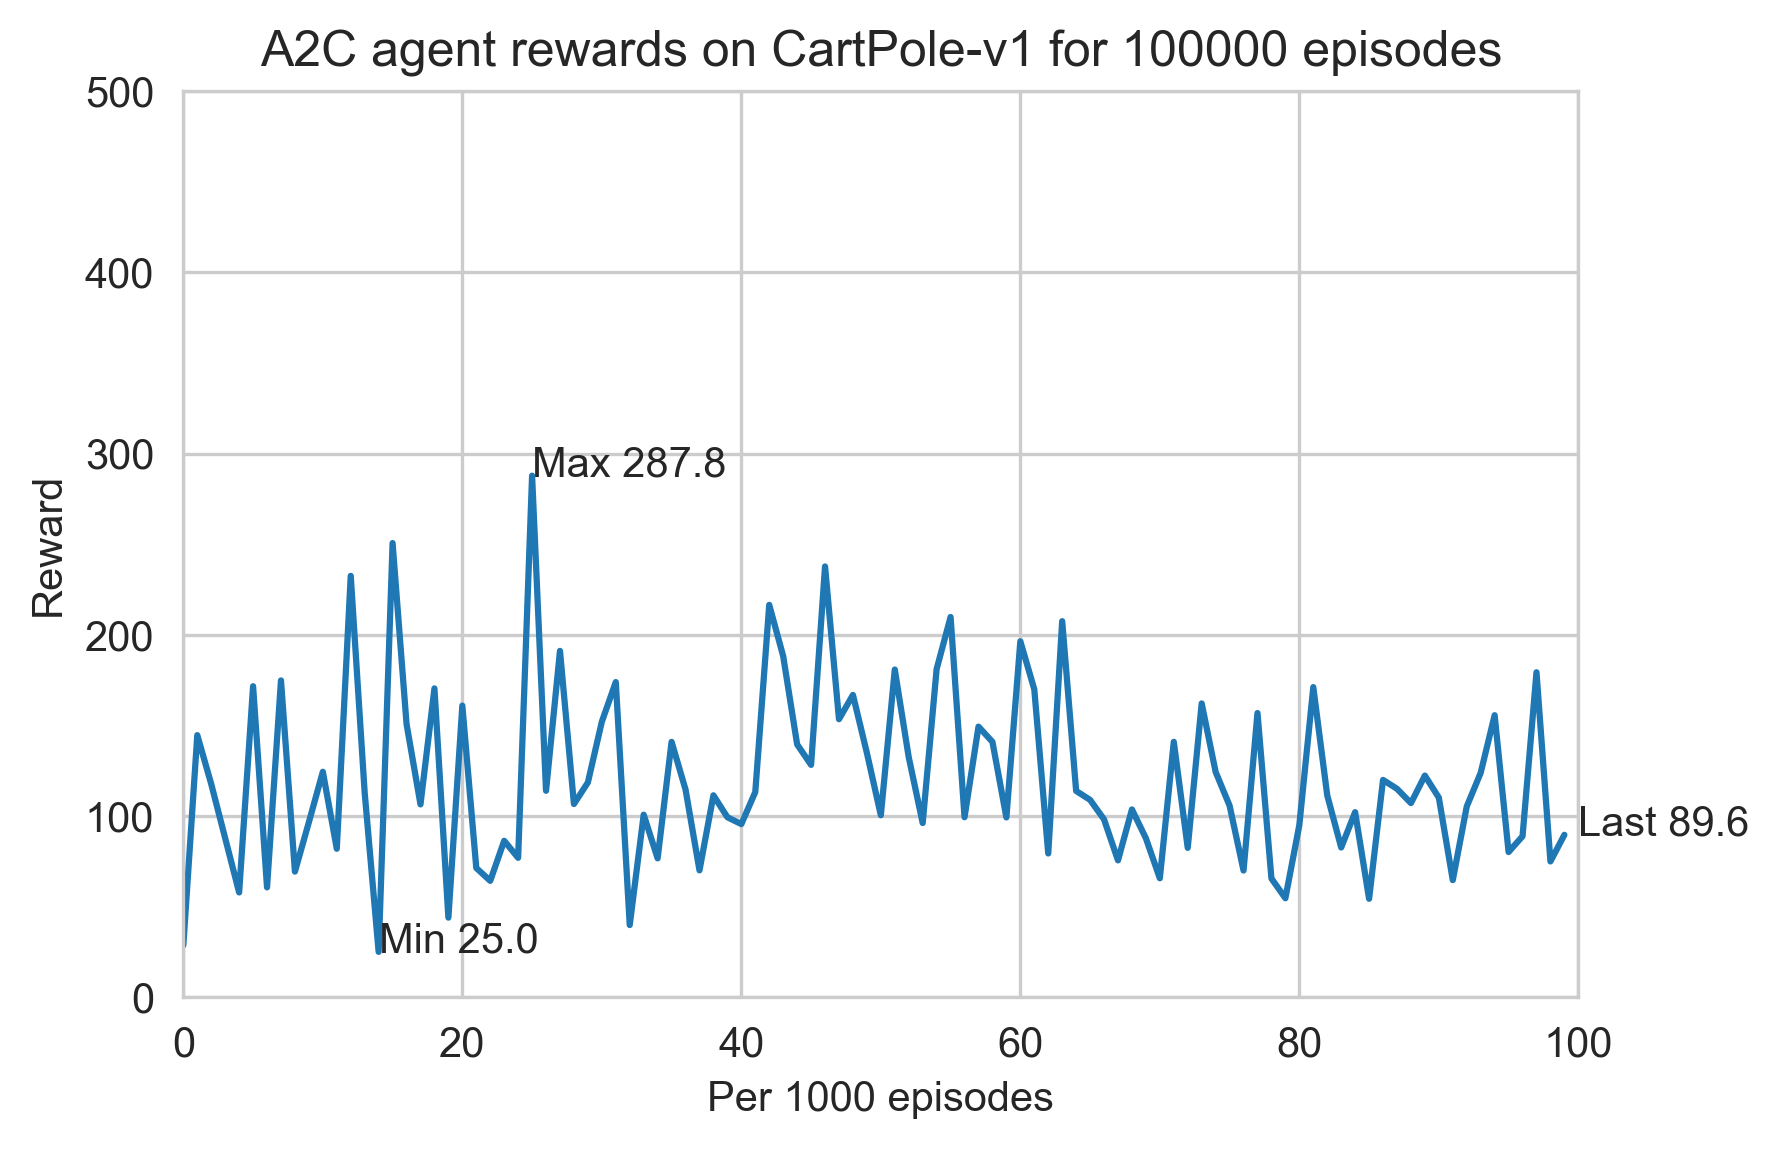 A2C agent rewards on CartPole-v1 for 100000 episodes
500
400
300
200
100
0
Reward
Max 287.8
Min 25.0
Last 89.6
0 20 40 60 80 100
Per 1000 episodes